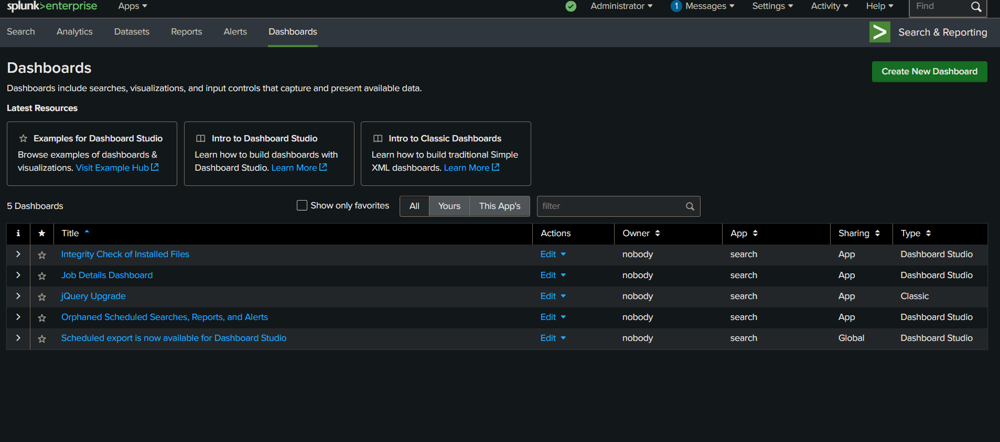 splunk>enterprise Apps Administrator 1 Messages Settings Activity Help Find
Search Analytics Datasets Reports Alerts Dashboards > Search & Reporting
Dashboards
Create New Dashboard
Dashboards include searches, visualizations, and input controls that capture and present available data.
Latest Resources
Examples for Dashboard Studio
Browse examples of dashboards &
visualizations. Visit Example Hub
Intro to Dashboard Studio
Learn how to build dashboards with
Dashboard Studio. Learn More
Intro to Classic Dashboards
Learn how to build traditional Simple
XML dashboards. Learn More
5 Dashboards Show only favorites All Yours This App's filter
i Title Actions Owner App Sharing Type
Integrity Check of Installed Files Edit nobody search App Dashboard Studio
Job Details Dashboard Edit nobody search App Dashboard Studio
jQuery Upgrade Edit nobody search App Classic
Orphaned Scheduled Searches, Reports, and Alerts Edit nobody search App Dashboard Studio
Scheduled export is now available for Dashboard Studio Edit nobody search Global Dashboard Studio